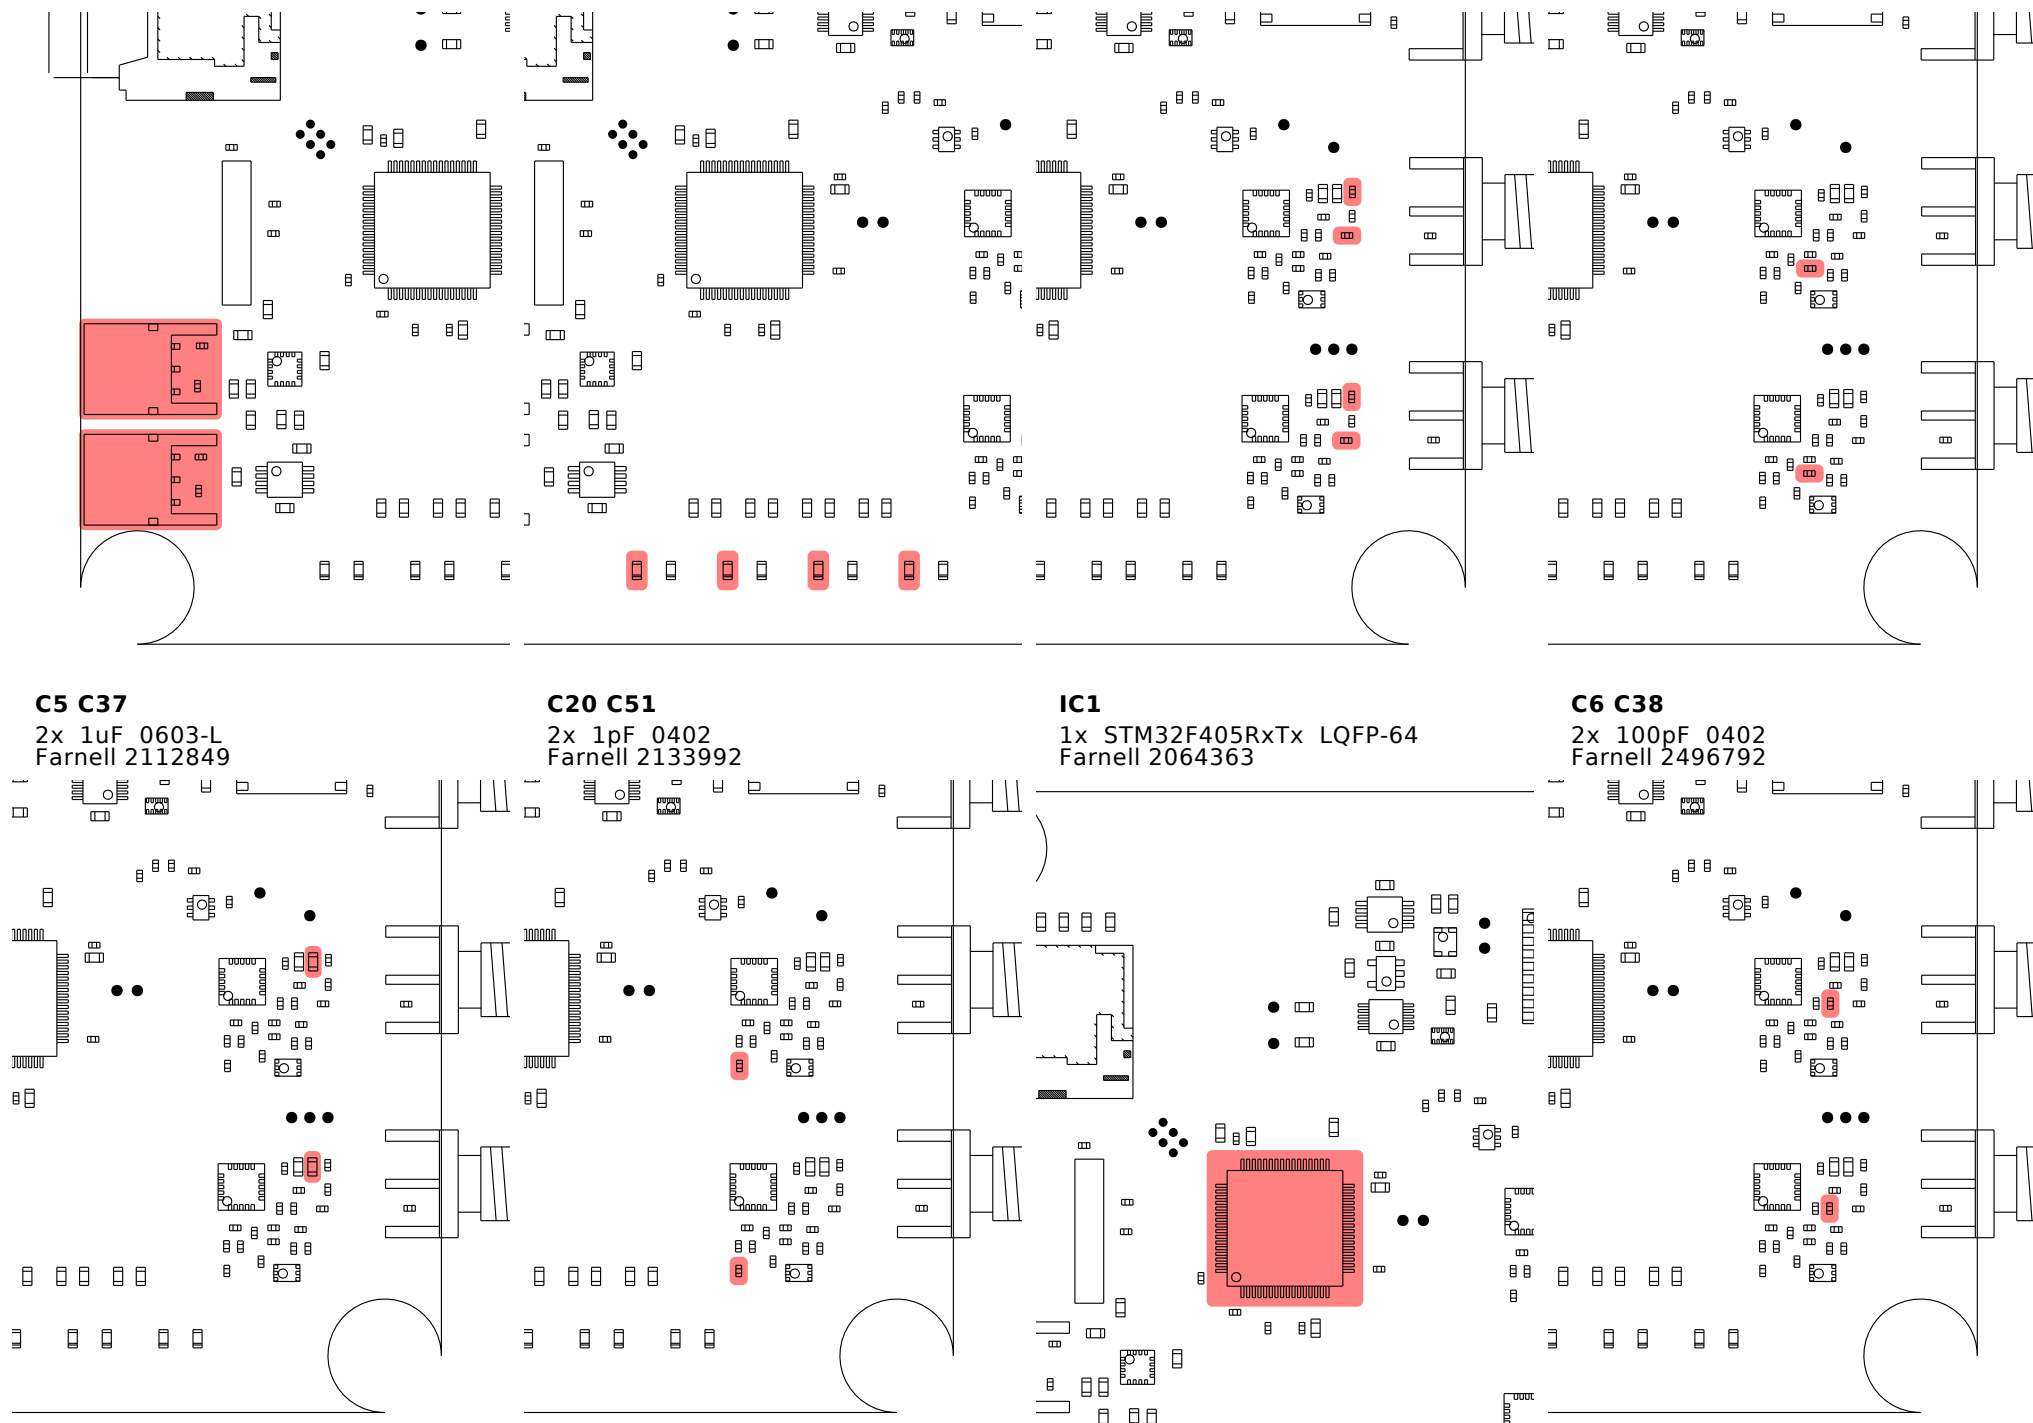 C5 C37
2x 1uF 0603-L
Farnell 2112849
C20 C51
2x 1pF 0402
Farnell 2133992
IC1
1x STM32F405RxTx LQFP-64
Farnell 2064363
C6 C38
2x 100pF 0402
Farnell 2496792